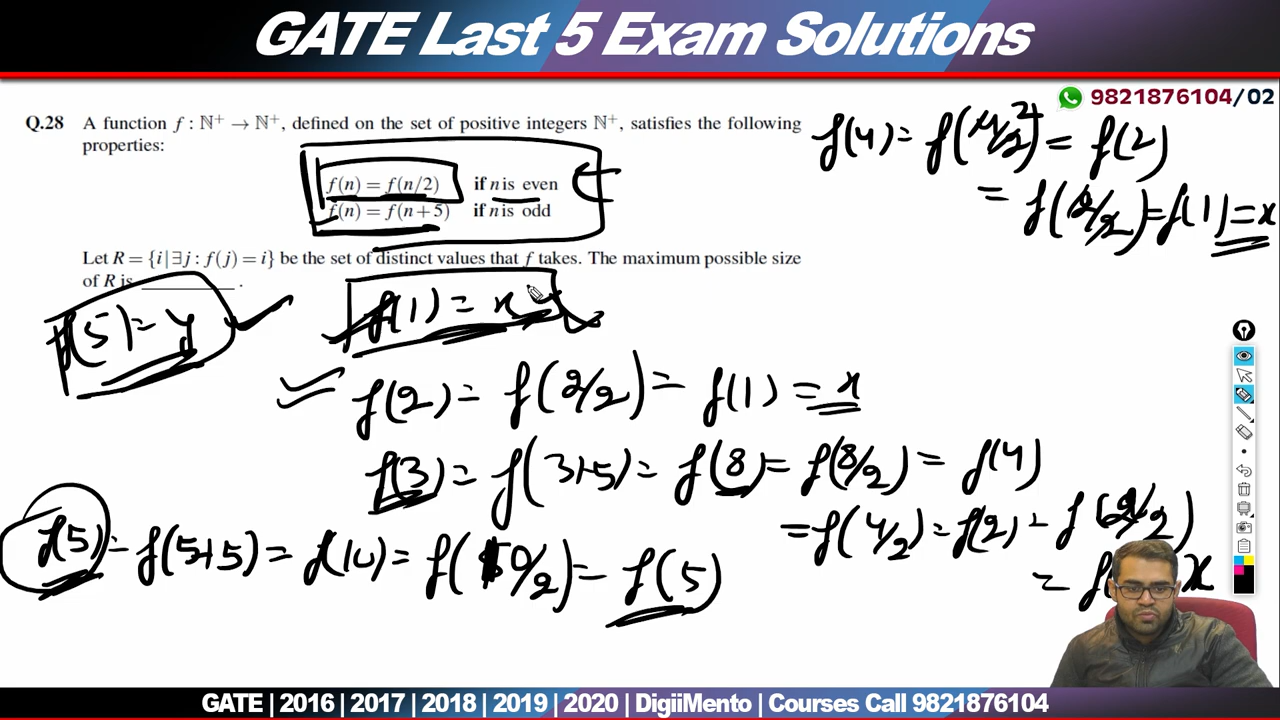 GATE Last 5 Exam Solutions
9821876104/02
Q.28 A function f : ℕ⁺ → ℕ⁺, defined on the set of positive integers ℕ⁺, satisfies the following
properties:
f(n) = f(n/2) if n is even
f(n) = f(n+5) if n is odd
Let R = {i|∃j : f(j) = i} be the set of distinct values that f takes. The maximum possible size
of R is __________ .
f(4) = f(4/2) = f(2)
= f(2/2) = f(1) = x
f(5) = y
f(1) = x
f(2) = f(2/2) = f(1) = x
f(3) = f(3+5) = f(8) = f(8/2) = f(4)
= f(4/2) = f(2) = f(2/2)
= x
f(5) = f(5+5) = f(10) = f(10/2) = f(5)
GATE | 2016 | 2017 | 2018 | 2019 | 2020 | DigiiMento | Courses Call 9821876104